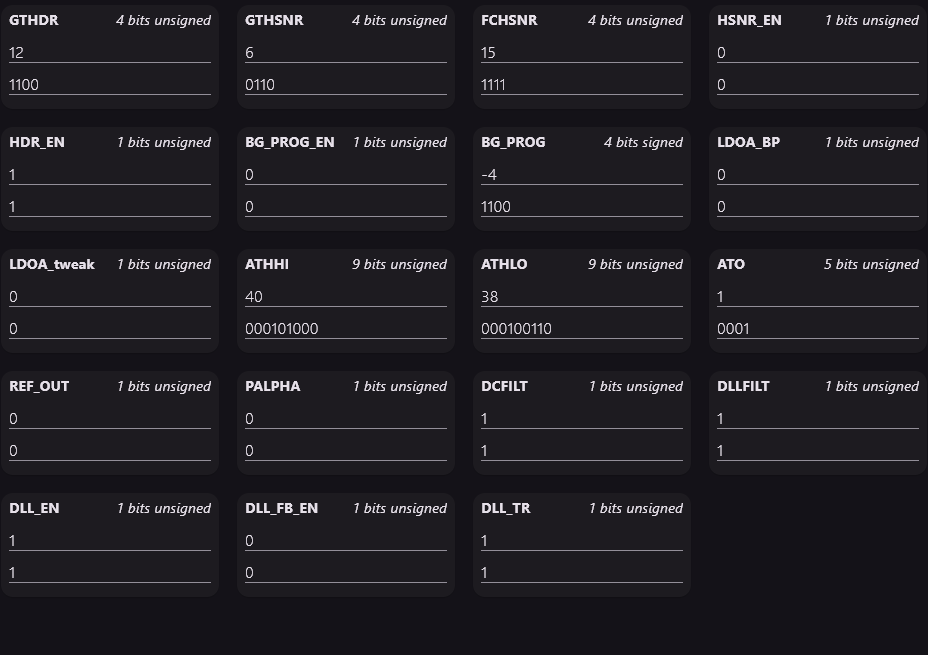 GTHDR 4 bits unsigned
12
1100
GTHSNR 4 bits unsigned
6
0110
FCHSNR 4 bits unsigned
15
1111
HSNR_EN 1 bits unsigned
0
0
HDR_EN 1 bits unsigned
1
1
BG_PROG_EN 1 bits unsigned
0
0
BG_PROG 4 bits signed
-4
1100
LDOA_BP 1 bits unsigned
0
0
LDOA_tweak 1 bits unsigned
0
0
ATHHI 9 bits unsigned
40
000101000
ATHLO 9 bits unsigned
38
000100110
ATO 5 bits unsigned
1
0001
REF_OUT 1 bits unsigned
0
0
PALPHA 1 bits unsigned
0
0
DCFILT 1 bits unsigned
1
1
DLLFILT 1 bits unsigned
1
1
DLL_EN 1 bits unsigned
1
1
DLL_FB_EN 1 bits unsigned
0
0
DLL_TR 1 bits unsigned
1
1